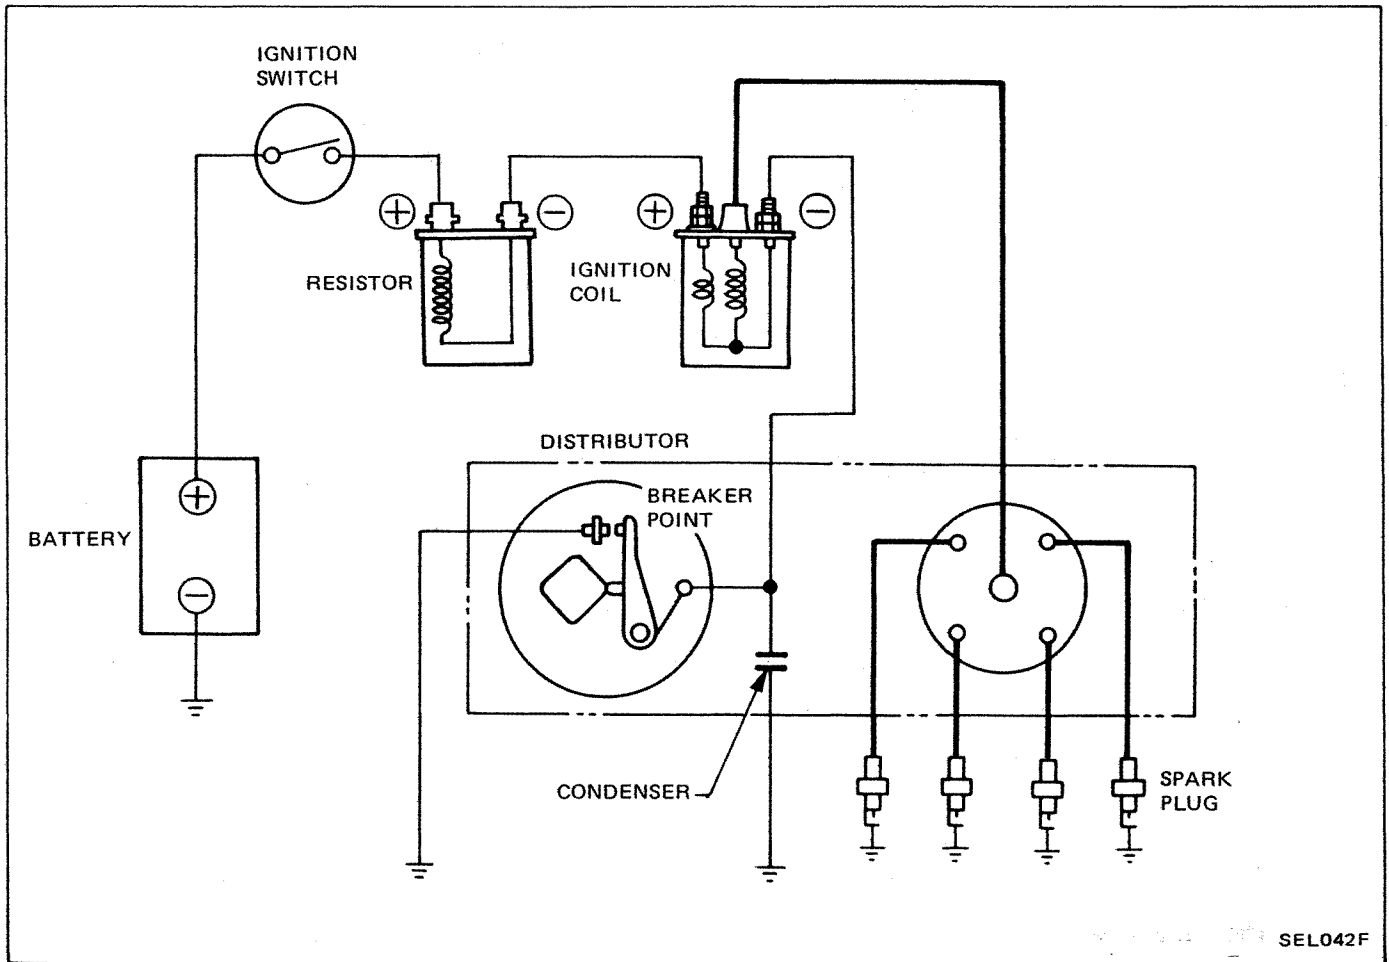 IGNITION
SWITCH
+
−
+
−
RESISTOR
IGNITION
COIL
DISTRIBUTOR
BREAKER
POINT
+
BATTERY
−
CONDENSER
SPARK
PLUG
SEL042F